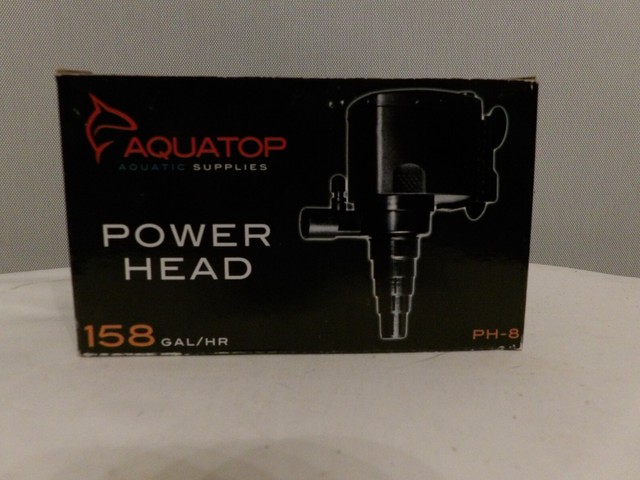 AQUATOP
AQUATIC SUPPLIES
POWER
HEAD
158 GAL/HR
PH-8